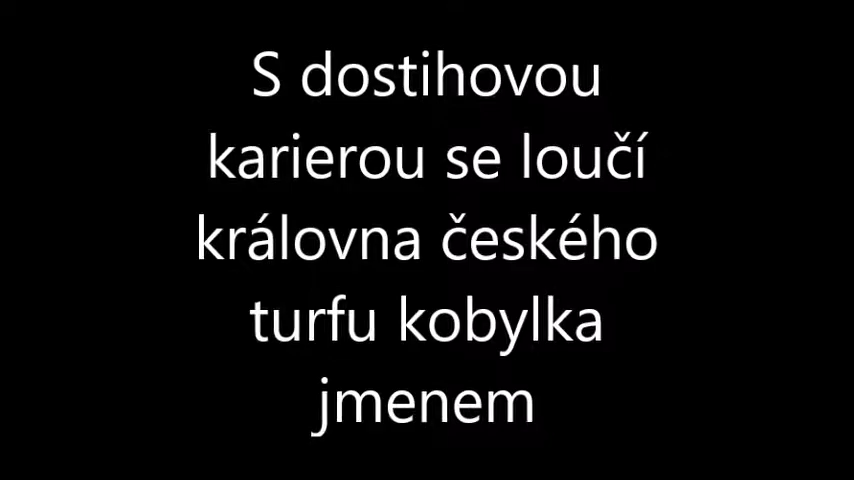 S dostihovou
karierou se loučí
královna českého
turfu kobylka
jmenem